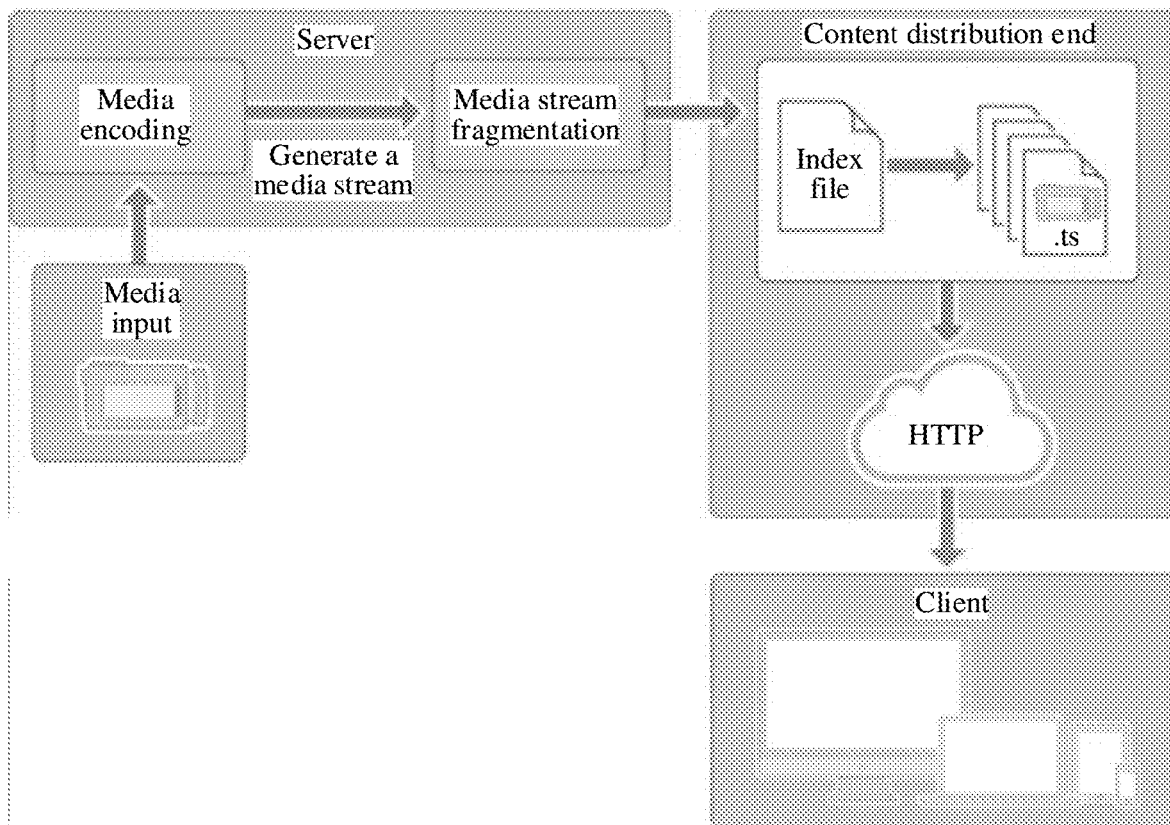 Server
Media
encoding
Generate a
media stream
Media stream
fragmentation
Media
input
Content distribution end
Index
file
.ts
HTTP
Client